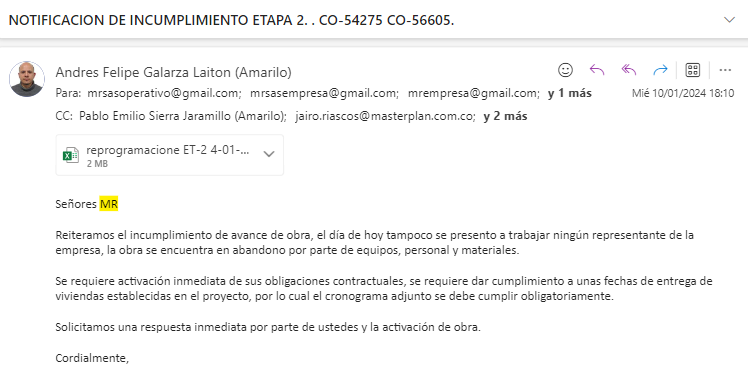 NOTIFICACION DE INCUMPLIMIENTO ETAPA 2. . CO-54275 CO-56605.
Andres Felipe Galarza Laiton (Amarilo)
Para: mrsasoperativo@gmail.com; mrsasempresa@gmail.com; mrempresa@gmail.com; y 1 más
Mié 10/01/2024 18:10
CC: Pablo Emilio Sierra Jaramillo (Amarilo); jairo.riascos@masterplan.com.co; y 2 más
reprogramacione ET-2 4-01-...
2 MB
Señores MR
Reiteramos el incumplimiento de avance de obra, el día de hoy tampoco se presento a trabajar ningún representante de la
empresa, la obra se encuentra en abandono por parte de equipos, personal y materiales.
Se requiere activación inmediata de sus obligaciones contractuales, se requiere dar cumplimiento a unas fechas de entrega de
viviendas establecidas en el proyecto, por lo cual el cronograma adjunto se debe cumplir obligatoriamente.
Solicitamos una respuesta inmediata por parte de ustedes y la activación de obra.
Cordialmente,